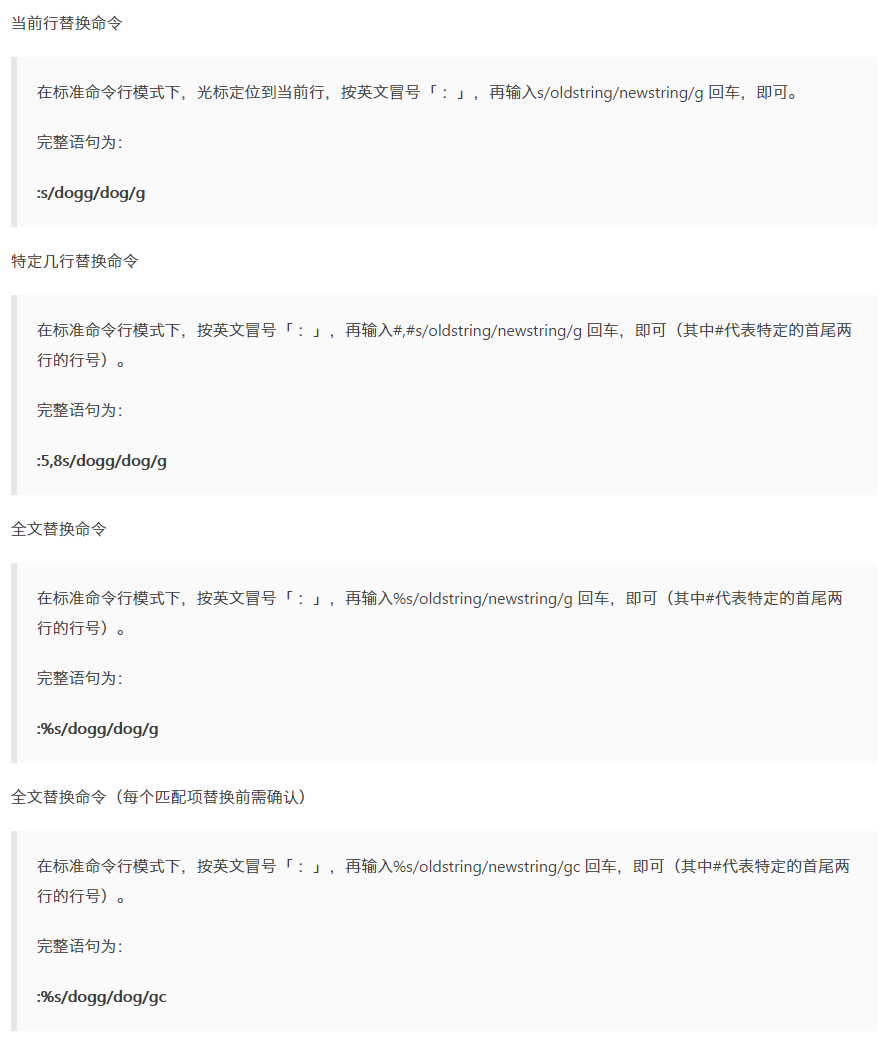 当前行替换命令
在标准命令行模式下，光标定位到当前行，按英文冒号「 : 」，再输入s/oldstring/newstring/g 回车，即可。
完整语句为：
:s/dogg/dog/g
特定几行替换命令
在标准命令行模式下，按英文冒号「 : 」，再输入#,#s/oldstring/newstring/g 回车，即可（其中#代表特定的首尾两
行的行号）。
完整语句为：
:5,8s/dogg/dog/g
全文替换命令
在标准命令行模式下，按英文冒号「 : 」，再输入%s/oldstring/newstring/g 回车，即可（其中#代表特定的首尾两
行的行号）。
完整语句为：
:%s/dogg/dog/g
全文替换命令（每个匹配项替换前需确认）
在标准命令行模式下，按英文冒号「 : 」，再输入%s/oldstring/newstring/gc 回车，即可（其中#代表特定的首尾两
行的行号）。
完整语句为：
:%s/dogg/dog/gc